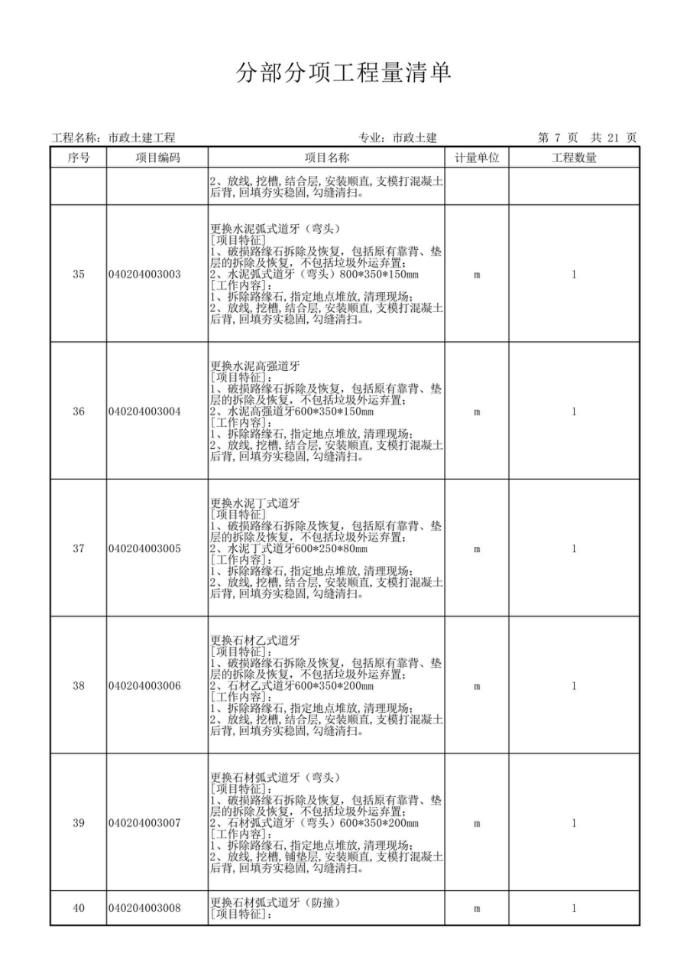 分部分项工程量清单
工程名称：市政土建工程 专业：市政土建 第 7 页 共 21 页
序号 项目编码 项目名称 计量单位 工程数量
2、放线,挖槽,结合层,安装顺直,支模打混凝土
后背,回填夯实稳固,勾缝清扫。
35 040204003003 m 1
更换水泥弧式道牙（弯头）
[项目特征]
1、破损路缘石拆除及恢复，包括原有靠背、垫
层的拆除及恢复，不包括垃圾外运弃置;
2、水泥弧式道牙（弯头）800*350*150mm
[工作内容]：
1、拆除路缘石,指定地点堆放,清理现场;
2、放线,挖槽,结合层,安装顺直,支模打混凝土
后背,回填夯实稳固,勾缝清扫。
36 040204003004 m 1
更换水泥高强道牙
[项目特征]：
1、破损路缘石拆除及恢复，包括原有靠背、垫
层的拆除及恢复，不包括垃圾外运弃置;
2、水泥高强道牙600*350*150mm
[工作内容]：
1、拆除路缘石,指定地点堆放,清理现场;
2、放线,挖槽,结合层,安装顺直,支模打混凝土
后背,回填夯实稳固,勾缝清扫。
37 040204003005 m 1
更换水泥丁式道牙
[项目特征]
1、破损路缘石拆除及恢复，包括原有靠背、垫
层的拆除及恢复，不包括垃圾外运弃置;
2、水泥丁式道牙600*250*80mm
[工作内容]：
1、拆除路缘石,指定地点堆放,清理现场;
2、放线,挖槽,结合层,安装顺直,支模打混凝土
后背,回填夯实稳固,勾缝清扫。
38 040204003006 m 1
更换石材乙式道牙
[项目特征]：
1、破损路缘石拆除及恢复，包括原有靠背、垫
层的拆除及恢复，不包括垃圾外运弃置;
2、石材乙式道牙600*350*200mm
[工作内容]：
1、拆除路缘石,指定地点堆放,清理现场;
2、放线,挖槽,结合层,安装顺直,支模打混凝土
后背,回填夯实稳固,勾缝清扫。
39 040204003007 m 1
更换石材弧式道牙（弯头）
[项目特征]：
1、破损路缘石拆除及恢复，包括原有靠背、垫
层的拆除及恢复，不包括垃圾外运弃置;
2、石材弧式道牙（弯头）600*350*200mm
[工作内容]：
1、拆除路缘石,指定地点堆放,清理现场;
2、放线,挖槽,铺垫层,安装顺直,支模打混凝土
后背,回填夯实稳固,勾缝清扫。
40 040204003008 m 1
更换石材弧式道牙（防撞）
[项目特征]：